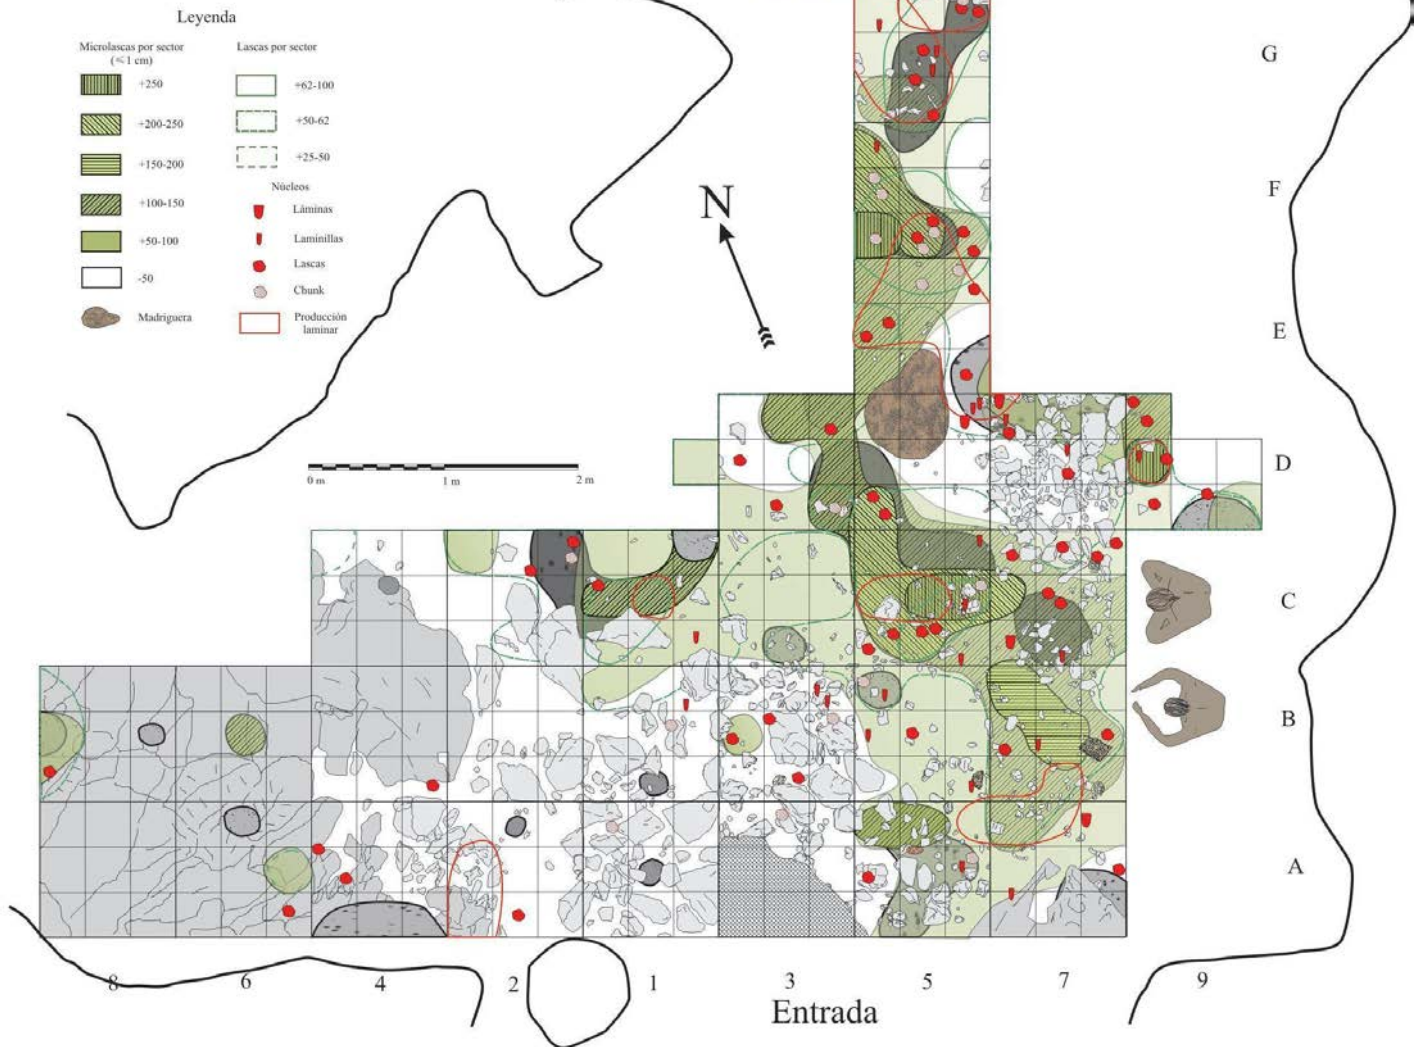 Leyenda
Microlascas por sector
(≤1 cm)
+250
+200-250
+150-200
+100-150
+50-100
-50
Madriguera
Lascas por sector
+62-100
+50-62
+25-50
Núcleos
Láminas
Laminillas
Lascas
Chunk
Producción
laminar
N
0 m 1 m 2 m
G
F
E
D
C
B
A
8 6 4 2 1 3 5 7 9
Entrada